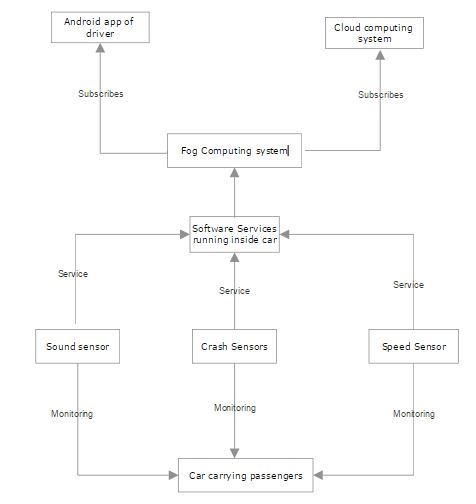 Android app of
driver
Cloud computing
system
Subscribes
Subscribes
Fog Computing system
Software Services
running inside car
Service
Service
Service
Sound sensor
Crash Sensors
Speed Sensor
Monitoring
Monitoring
Monitoring
Car carrying passengers